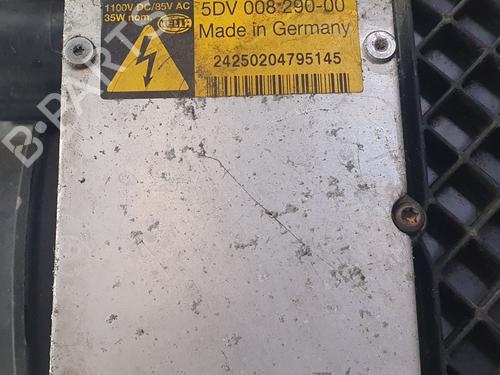 1100V DC/85V AC
35W nom.
HELLA
5DV 008 290-00
Made in Germany
24250204795145
B-PARTS